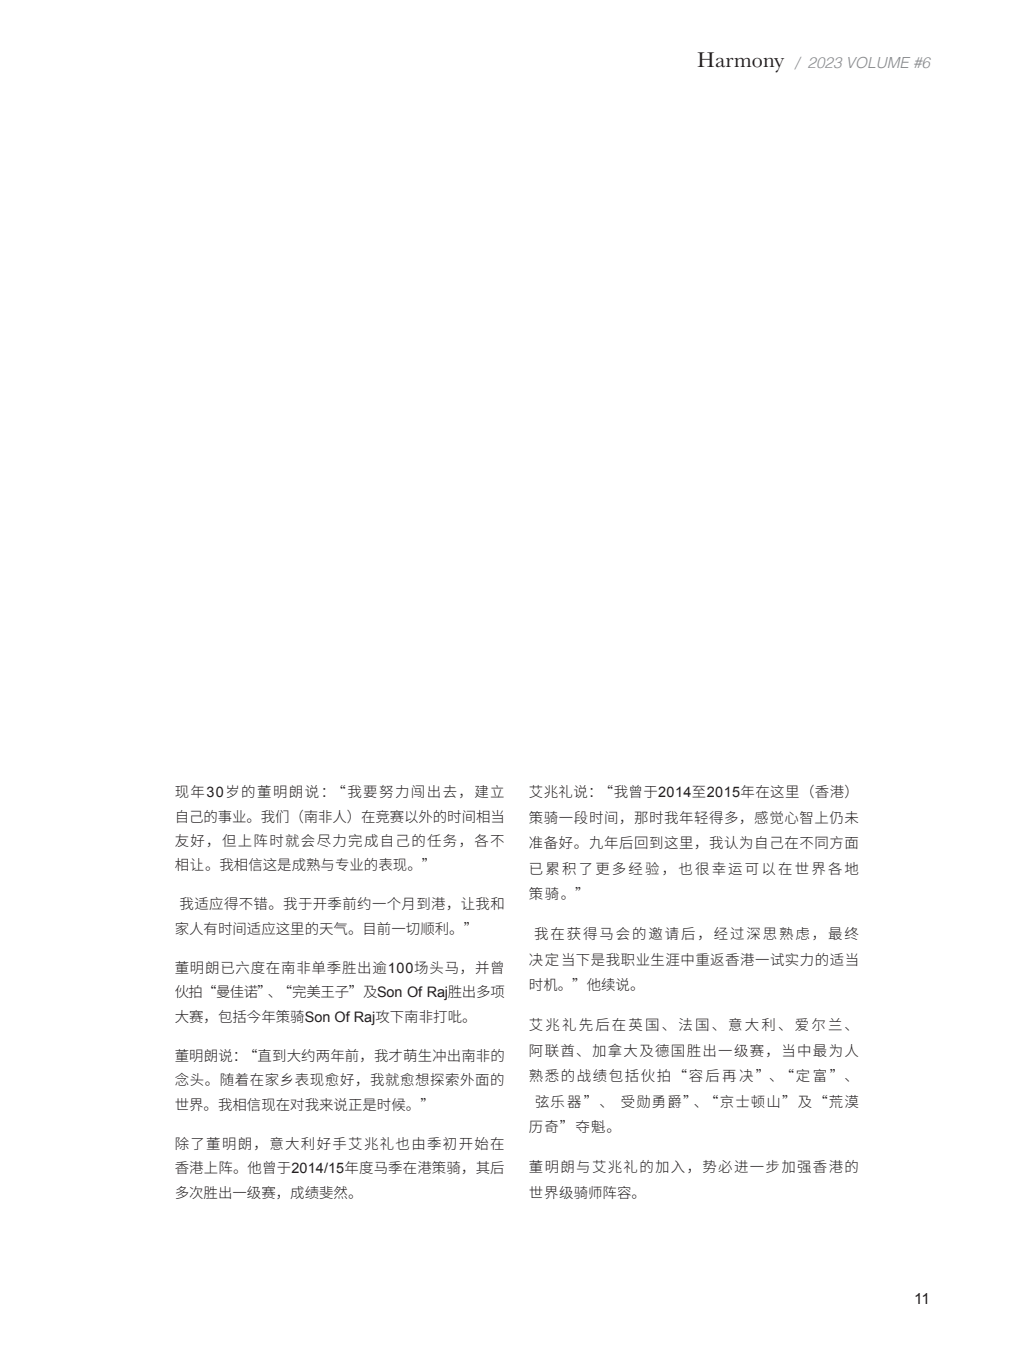 Harmony / 2023 VOLUME #6
现年30岁的董明朗说：“我要努力闯出去，建立
自己的事业。我们（南非人）在竞赛以外的时间相当
友好，但上阵时就会尽力完成自己的任务，各不
相让。我相信这是成熟与专业的表现。”
我适应得不错。我于开季前约一个月到港，让我和
家人有时间适应这里的天气。目前一切顺利。”
董明朗已六度在南非单季胜出逾100场头马，并曾
伙拍“曼佳诺”、“完美王子”及Son Of Raj胜出多项
大赛，包括今年策骑Son Of Raj攻下南非打吡。
董明朗说：“直到大约两年前，我才萌生冲出南非的
念头。随着在家乡表现愈好，我就愈想探索外面的
世界。我相信现在对我来说正是时候。”
除了董明朗，意大利好手艾兆礼也由季初开始在
香港上阵。他曾于2014/15年度马季在港策骑，其后
多次胜出一级赛，成绩斐然。
艾兆礼说：“我曾于2014至2015年在这里（香港）
策骑一段时间，那时我年轻得多，感觉心智上仍未
准备好。九年后回到这里，我认为自己在不同方面
已累积了更多经验，也很幸运可以在世界各地
策骑。”
我在获得马会的邀请后，经过深思熟虑，最终
决定当下是我职业生涯中重返香港一试实力的适当
时机。”他续说。
艾兆礼先后在英国、法国、意大利、爱尔兰、
阿联酋、加拿大及德国胜出一级赛，当中最为人
熟悉的战绩包括伙拍“容后再决”、“定富”、
弦乐器”、 受勋勇爵”、“京士顿山”及“荒漠
历奇”夺魁。
董明朗与艾兆礼的加入，势必进一步加强香港的
世界级骑师阵容。
11